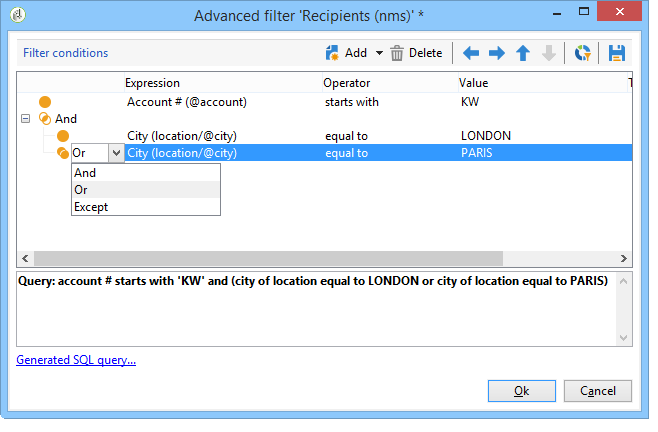 Advanced filter 'Recipients (nms)' *
Filter conditions Add Delete
Expression Operator Value
Account # (@account) starts with KW
And
City (location/@city) equal to LONDON
Or City (location/@city) equal to PARIS
And
Or
Except
Query: account # starts with 'KW' and (city of location equal to LONDON or city of location equal to PARIS)
Generated SQL query...
Ok Cancel